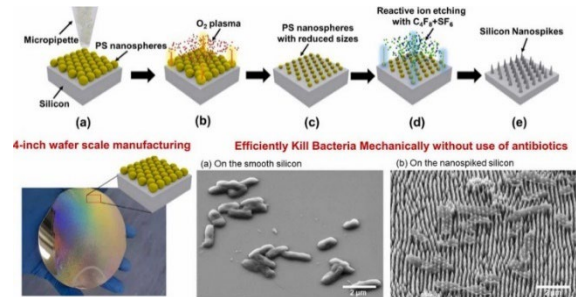 O₂ plasma
Reactive ion etching
with C₄F₈+SF₆
Micropipette
PS nanospheres
PS nanospheres
with reduced sizes
Silicon Nanospikes
Silicon
(a)
(b)
(c)
(d)
(e)
4-inch wafer scale manufacturing
Efficiently Kill Bacteria Mechanically without use of antibiotics
(a) On the smooth silicon
(b) On the nanospiked silicon
2 μm
2 μm